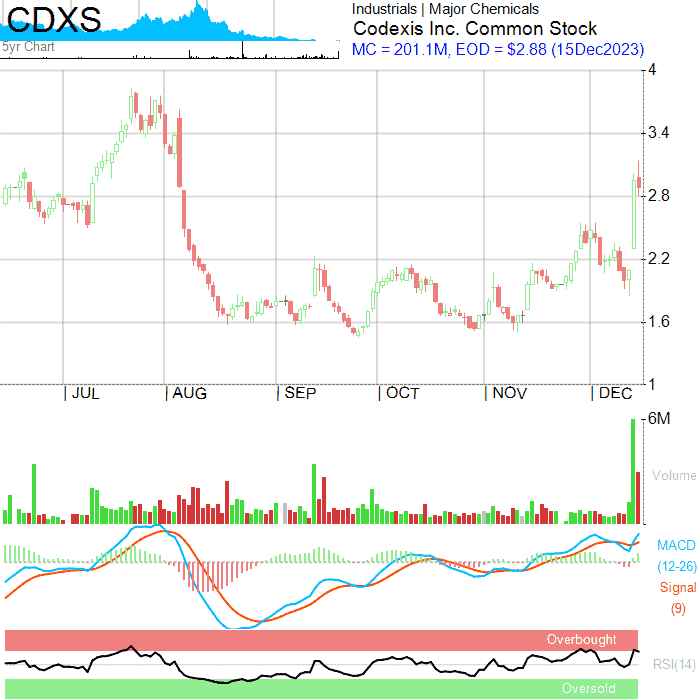 CDXS
5yr Chart
Industrials | Major Chemicals
Codexis Inc. Common Stock
MC = 201.1M, EOD = $2.88 (15Dec2023)
4
3.4
2.8
2.2
1.6
1
JUL
AUG
SEP
OCT
NOV
DEC
6M
Volume
MACD
(12-26)
Signal
(9)
Overbought
RSI(14)
Oversold